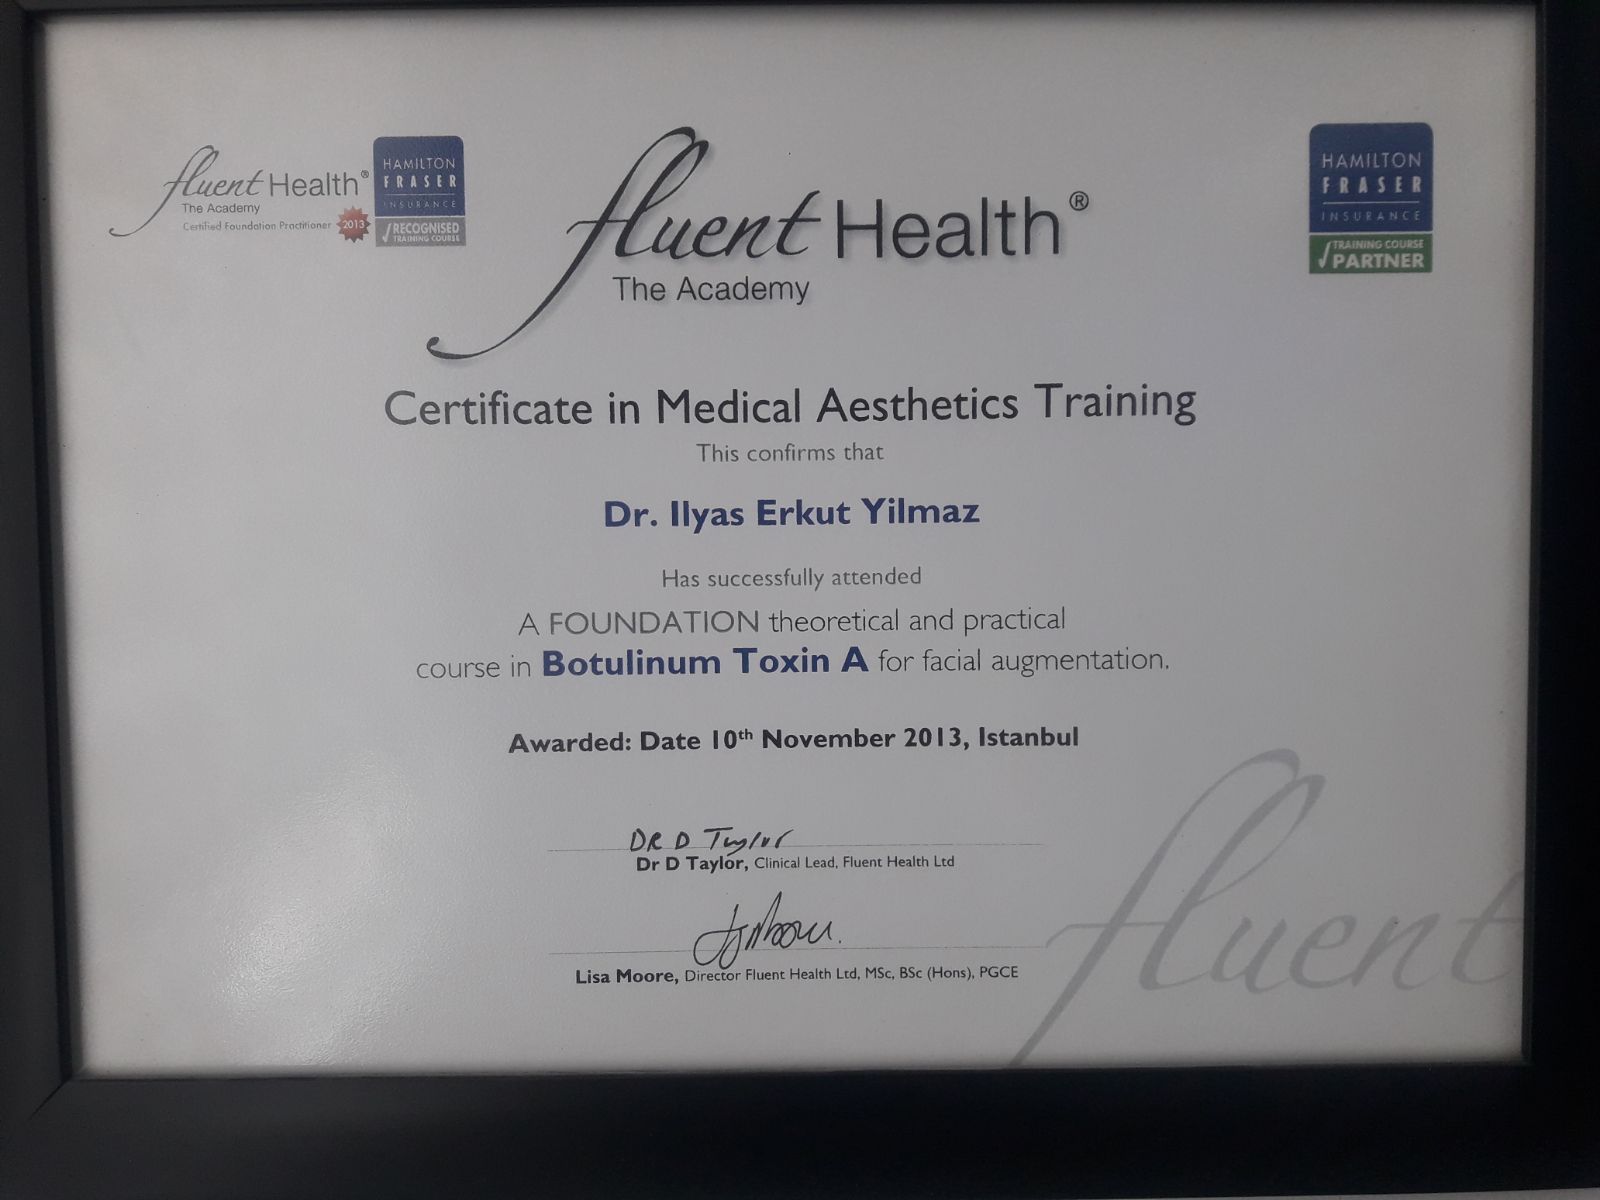 fluent Health®
The Academy
Certified Foundation Practitioner 2013
HAMILTON
FRASER
INSURANCE
√RECOGNISED
TRAINING COURSE
fluent Health®
The Academy
HAMILTON
FRASER
INSURANCE
√TRAINING COURSE
PARTNER
Certificate in Medical Aesthetics Training
This confirms that
Dr. Ilyas Erkut Yilmaz
Has successfully attended
A FOUNDATION theoretical and practical
course in Botulinum Toxin A for facial augmentation.
Awarded: Date 10th November 2013, Istanbul
DR D Taylor
Dr D Taylor, Clinical Lead, Fluent Health Ltd
Lisa Moore, Director Fluent Health Ltd, MSc, BSc (Hons), PGCE
fluent